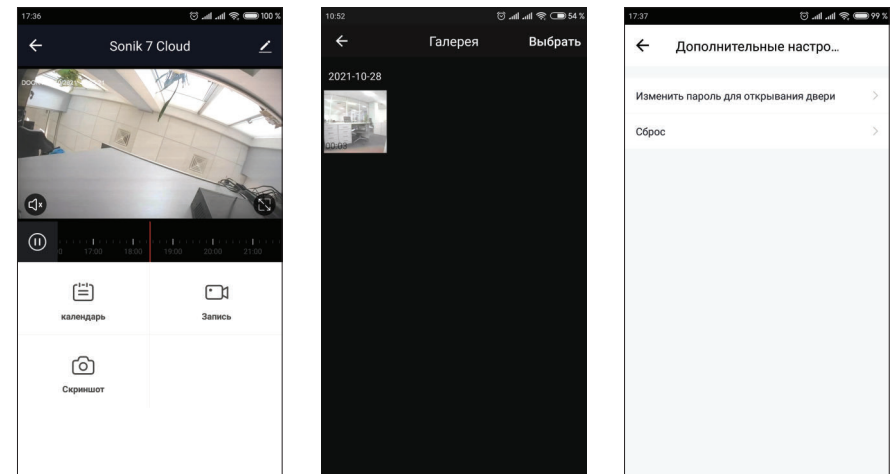 17:36
100 %
Sonik 7 Cloud
17:00 18:00 19:00 20:00 21:00
календарь
Запись
Скриншот
10:52
54 %
Галерея
Выбрать
2021-10-28
00:03
17:37
99 %
Дополнительные настро...
Изменить пароль для открывания двери
Сброс